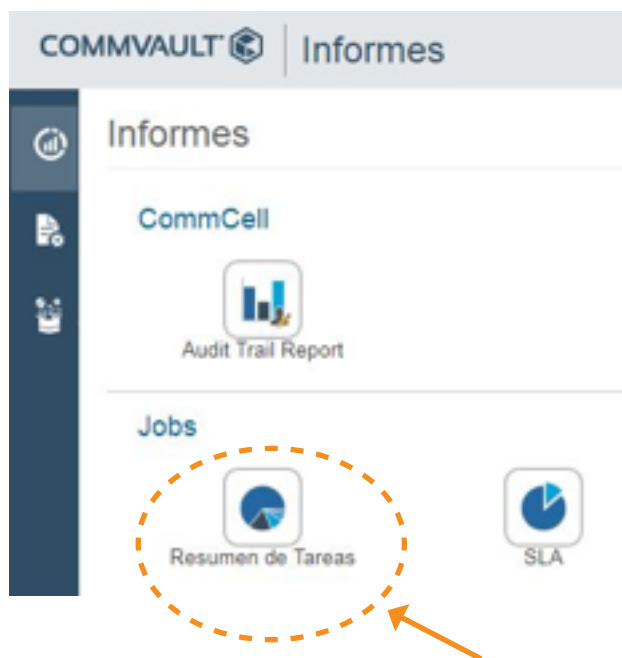 COMMVAULT Informes
Informes
CommCell
Audit Trail Report
Jobs
Resumen de Tareas
SLA